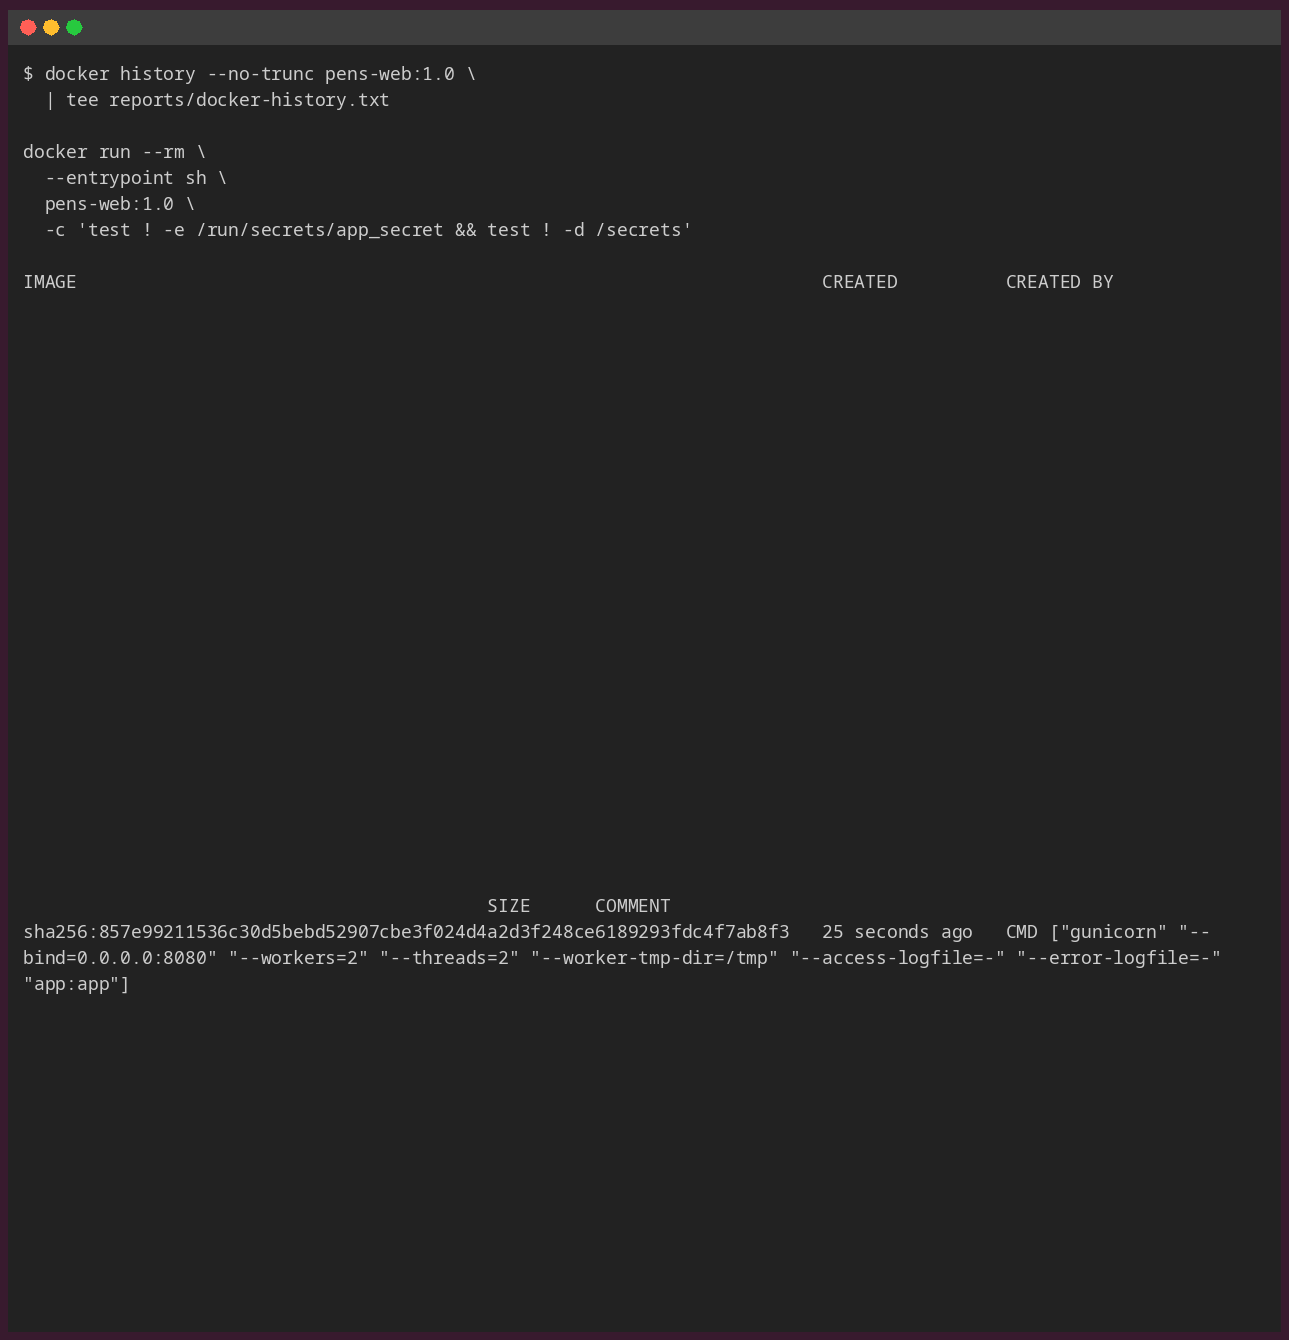 $ docker history --no-trunc pens-web:1.0 \
  | tee reports/docker-history.txt
docker run --rm \
  --entrypoint sh \
  pens-web:1.0 \
  -c 'test ! -e /run/secrets/app_secret && test ! -d /secrets'
IMAGE CREATED CREATED BY
SIZE COMMENT
sha256:857e99211536c30d5bebd52907cbe3f024d4a2d3f248ce6189293fdc4f7ab8f3 25 seconds ago CMD ["gunicorn" "--
bind=0.0.0.0:8080" "--workers=2" "--threads=2" "--worker-tmp-dir=/tmp" "--access-logfile=-" "--error-logfile=-"
"app:app"]